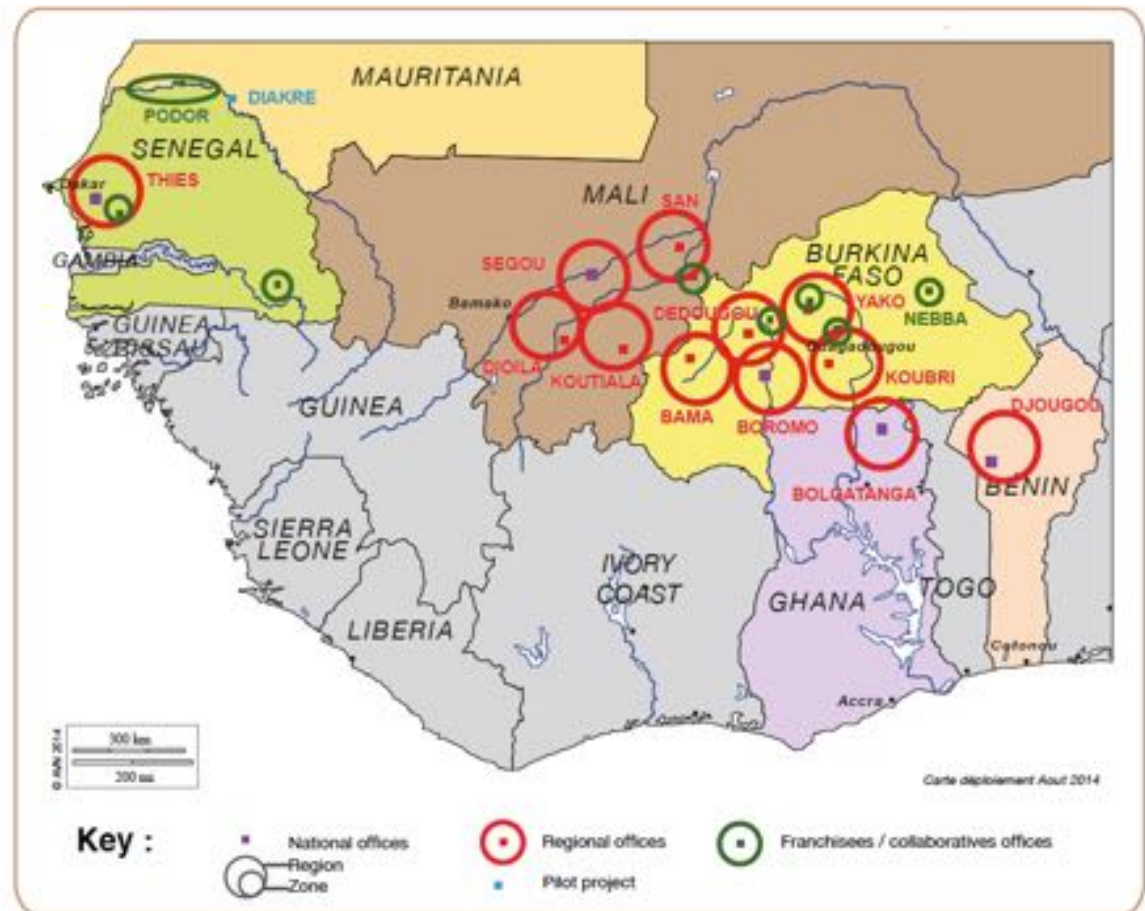 MAURITANIA
DIAKRE
PODOR
SENEGAL
Dakar
THIES
MALI
SAN
GAMBIA
SEGOU
BURKINA
FASO
Bamako
DEDOUGOU
YAKO
NEBBA
GUINEA
BISSAU
Ouagadougou
DIOILA
KOUTIALA
KOUBRI
GUINEA
BAMA
BOROMO
DJOUGOU
BENIN
BOLGATANGA
SIERRA
LEONE
IVORY
COAST
GHANA
TOGO
LIBERIA
Cotonou
Accra
300 km
200 mi
© AVN 2014
Carte déploiement Aout 2014
Key :
National offices
Regional offices
Franchisees / collaboratives offices
Region
Zone
Pilot project